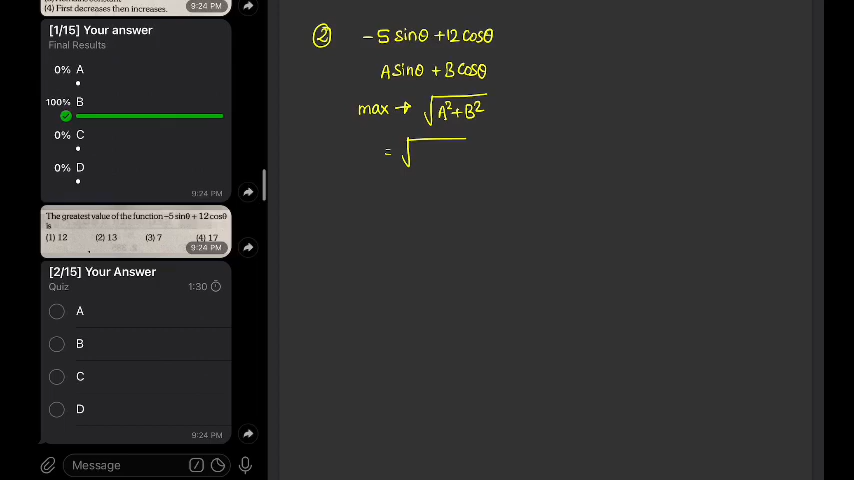 (4) First decreases then increases.
9:24 PM
[1/15] Your answer
Final Results
0% A
100% B
0% C
0% D
9:24 PM
The greatest value of the function -5 sinθ + 12 cosθ
is
(1) 12 (2) 13 (3) 7 (4) 17
9:24 PM
[2/15] Your Answer
Quiz 1:30
A
B
C
D
9:24 PM
Message
② -5 sinθ +12 cosθ
A sinθ + B cosθ
max → √A²+B²
= √